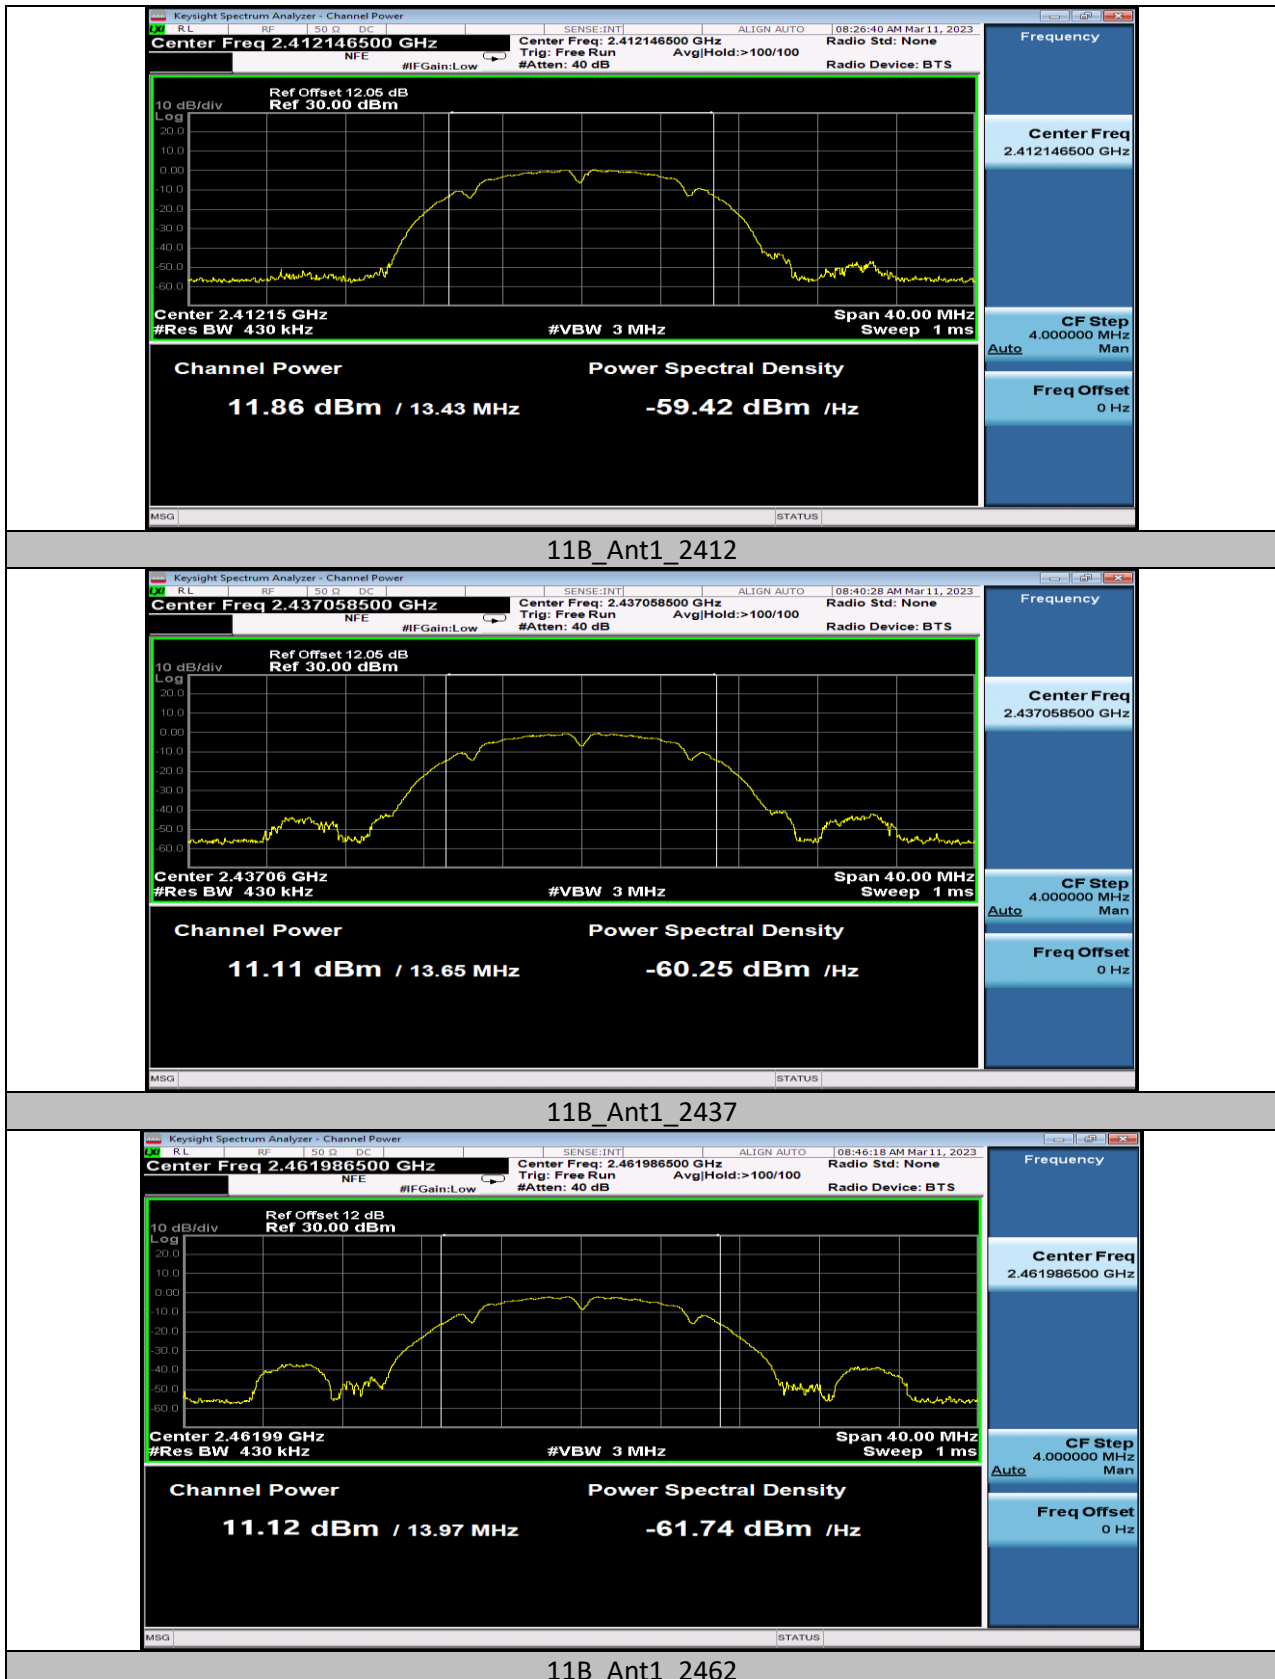 Keysight Spectrum Analyzer - Channel Power
LXI RL RF 50 Ω DC SENSE:INT ALIGN AUTO 08:26:40 AM Mar 11, 2023
Center Freq 2.412146500 GHz Center Freq: 2.412146500 GHz Radio Std: None Frequency
NFE Trig: Free Run Avg|Hold:>100/100
#IFGain:Low #Atten: 40 dB Radio Device: BTS
Ref Offset 12.05 dB
10 dB/div Ref 30.00 dBm
Log
20.0
10.0
0.00
-10.0
-20.0
-30.0
-40.0
-50.0
-60.0
Center Freq
2.412146500 GHz
Center 2.41215 GHz Span 40.00 MHz
#Res BW 430 kHz #VBW 3 MHz Sweep 1 ms
CF Step
4.000000 MHz
Auto Man
Channel Power Power Spectral Density
11.86 dBm / 13.43 MHz -59.42 dBm /Hz
Freq Offset
0 Hz
MSG STATUS
11B_Ant1_2412
Keysight Spectrum Analyzer - Channel Power
LXI RL RF 50 Ω DC SENSE:INT ALIGN AUTO 08:40:28 AM Mar 11, 2023
Center Freq 2.437058500 GHz Center Freq: 2.437058500 GHz Radio Std: None Frequency
NFE Trig: Free Run Avg|Hold:>100/100
#IFGain:Low #Atten: 40 dB Radio Device: BTS
Ref Offset 12.05 dB
10 dB/div Ref 30.00 dBm
Log
20.0
10.0
0.00
-10.0
-20.0
-30.0
-40.0
-50.0
-60.0
Center Freq
2.437058500 GHz
Center 2.43706 GHz Span 40.00 MHz
#Res BW 430 kHz #VBW 3 MHz Sweep 1 ms
CF Step
4.000000 MHz
Auto Man
Channel Power Power Spectral Density
11.11 dBm / 13.65 MHz -60.25 dBm /Hz
Freq Offset
0 Hz
MSG STATUS
11B_Ant1_2437
Keysight Spectrum Analyzer - Channel Power
LXI RL RF 50 Ω DC SENSE:INT ALIGN AUTO 08:46:18 AM Mar 11, 2023
Center Freq 2.461986500 GHz Center Freq: 2.461986500 GHz Radio Std: None Frequency
NFE Trig: Free Run Avg|Hold:>100/100
#IFGain:Low #Atten: 40 dB Radio Device: BTS
Ref Offset 12 dB
10 dB/div Ref 30.00 dBm
Log
20.0
10.0
0.00
-10.0
-20.0
-30.0
-40.0
-50.0
-60.0
Center Freq
2.461986500 GHz
Center 2.46199 GHz Span 40.00 MHz
#Res BW 430 kHz #VBW 3 MHz Sweep 1 ms
CF Step
4.000000 MHz
Auto Man
Channel Power Power Spectral Density
11.12 dBm / 13.97 MHz -61.74 dBm /Hz
Freq Offset
0 Hz
MSG STATUS
11B_Ant1_2462